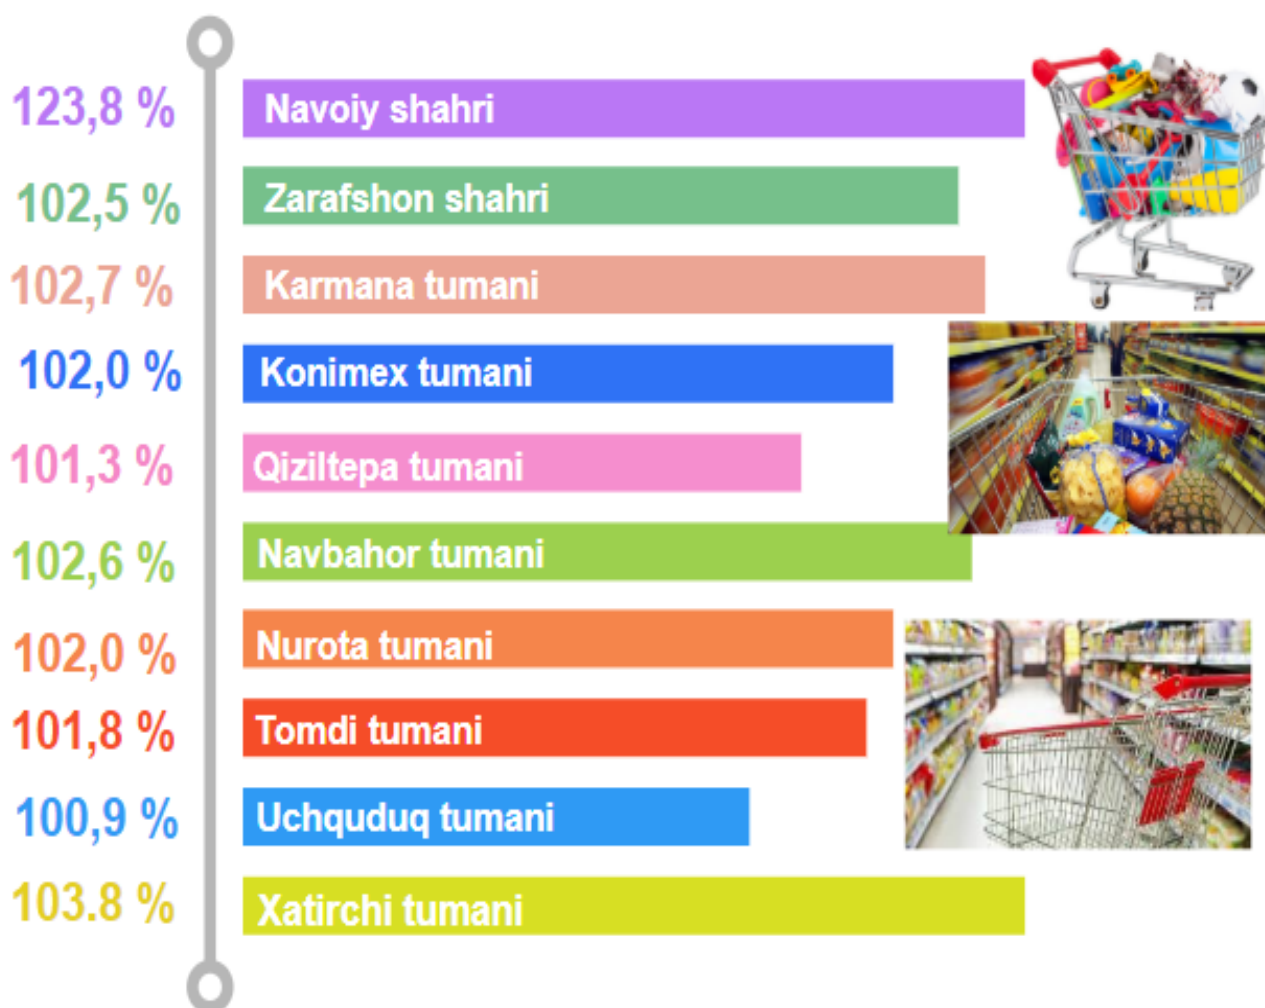 123,8 % Navoiy shahri
102,5 % Zarafshon shahri
102,7 % Karmana tumani
102,0 % Konimex tumani
101,3 % Qiziltepa tumani
102,6 % Navbahor tumani
102,0 % Nurota tumani
101,8 % Tomdi tumani
100,9 % Uchquduq tumani
103.8 % Xatirchi tumani